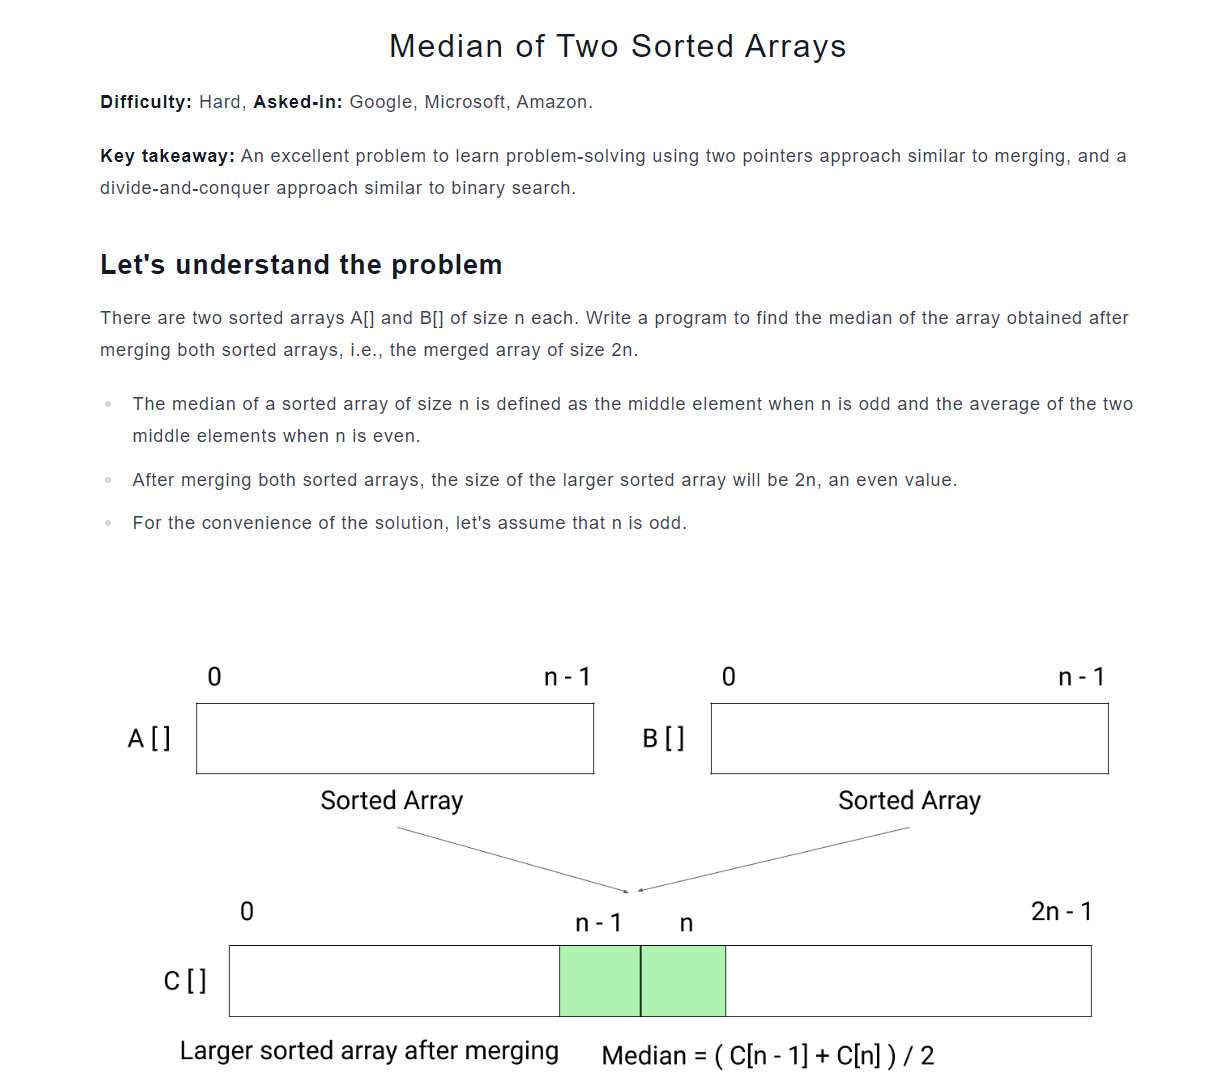 Median of Two Sorted Arrays
Difficulty: Hard, Asked-in: Google, Microsoft, Amazon.
Key takeaway: An excellent problem to learn problem-solving using two pointers approach similar to merging, and a
divide-and-conquer approach similar to binary search.
Let's understand the problem
There are two sorted arrays A[] and B[] of size n each. Write a program to find the median of the array obtained after
merging both sorted arrays, i.e., the merged array of size 2n.
The median of a sorted array of size n is defined as the middle element when n is odd and the average of the two
middle elements when n is even.
After merging both sorted arrays, the size of the larger sorted array will be 2n, an even value.
For the convenience of the solution, let's assume that n is odd.
0 n - 1 0 n - 1
A [ ] B [ ]
Sorted Array Sorted Array
0 n - 1 n 2n - 1
C [ ]
Larger sorted array after merging Median = ( C[n - 1] + C[n] ) / 2